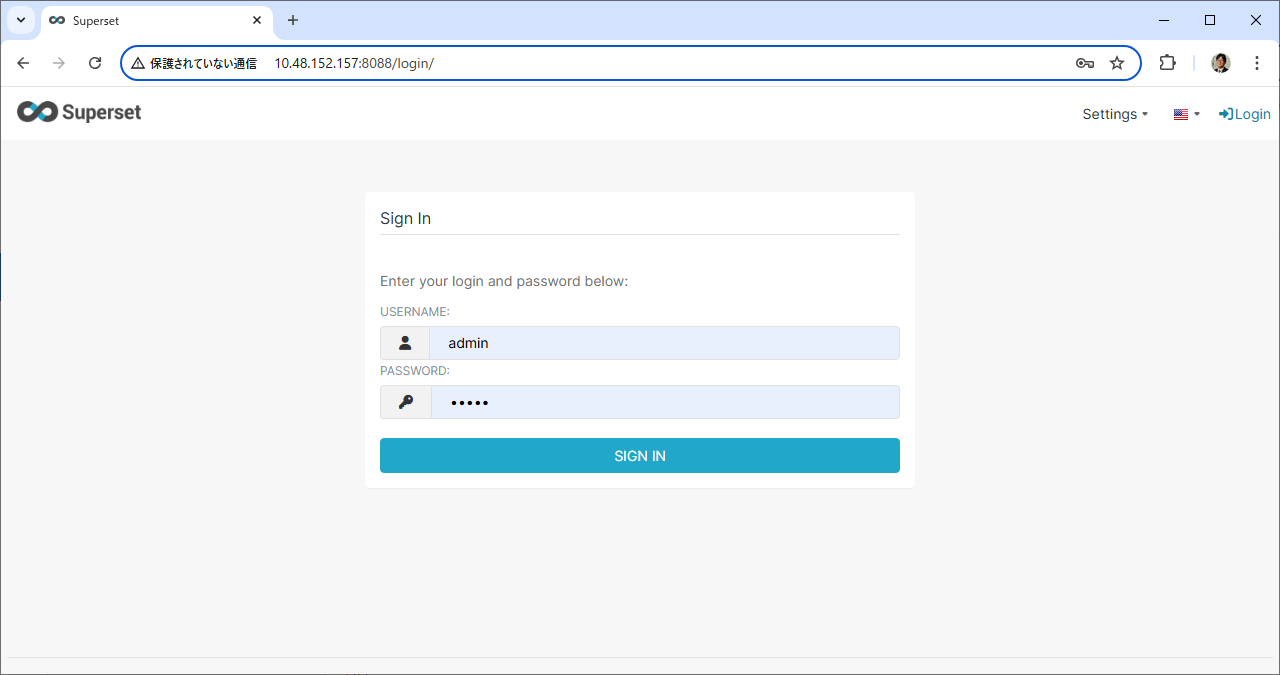 Superset
保護されていない通信 10.48.152.157:8088/login/
Superset
Settings
Login
Sign In
Enter your login and password below:
USERNAME:
admin
PASSWORD:
•••••
SIGN IN